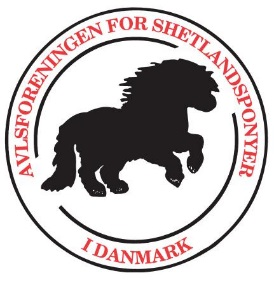 AVLSFORENINGEN FOR SHETLANDSPONYER
I DANMARK